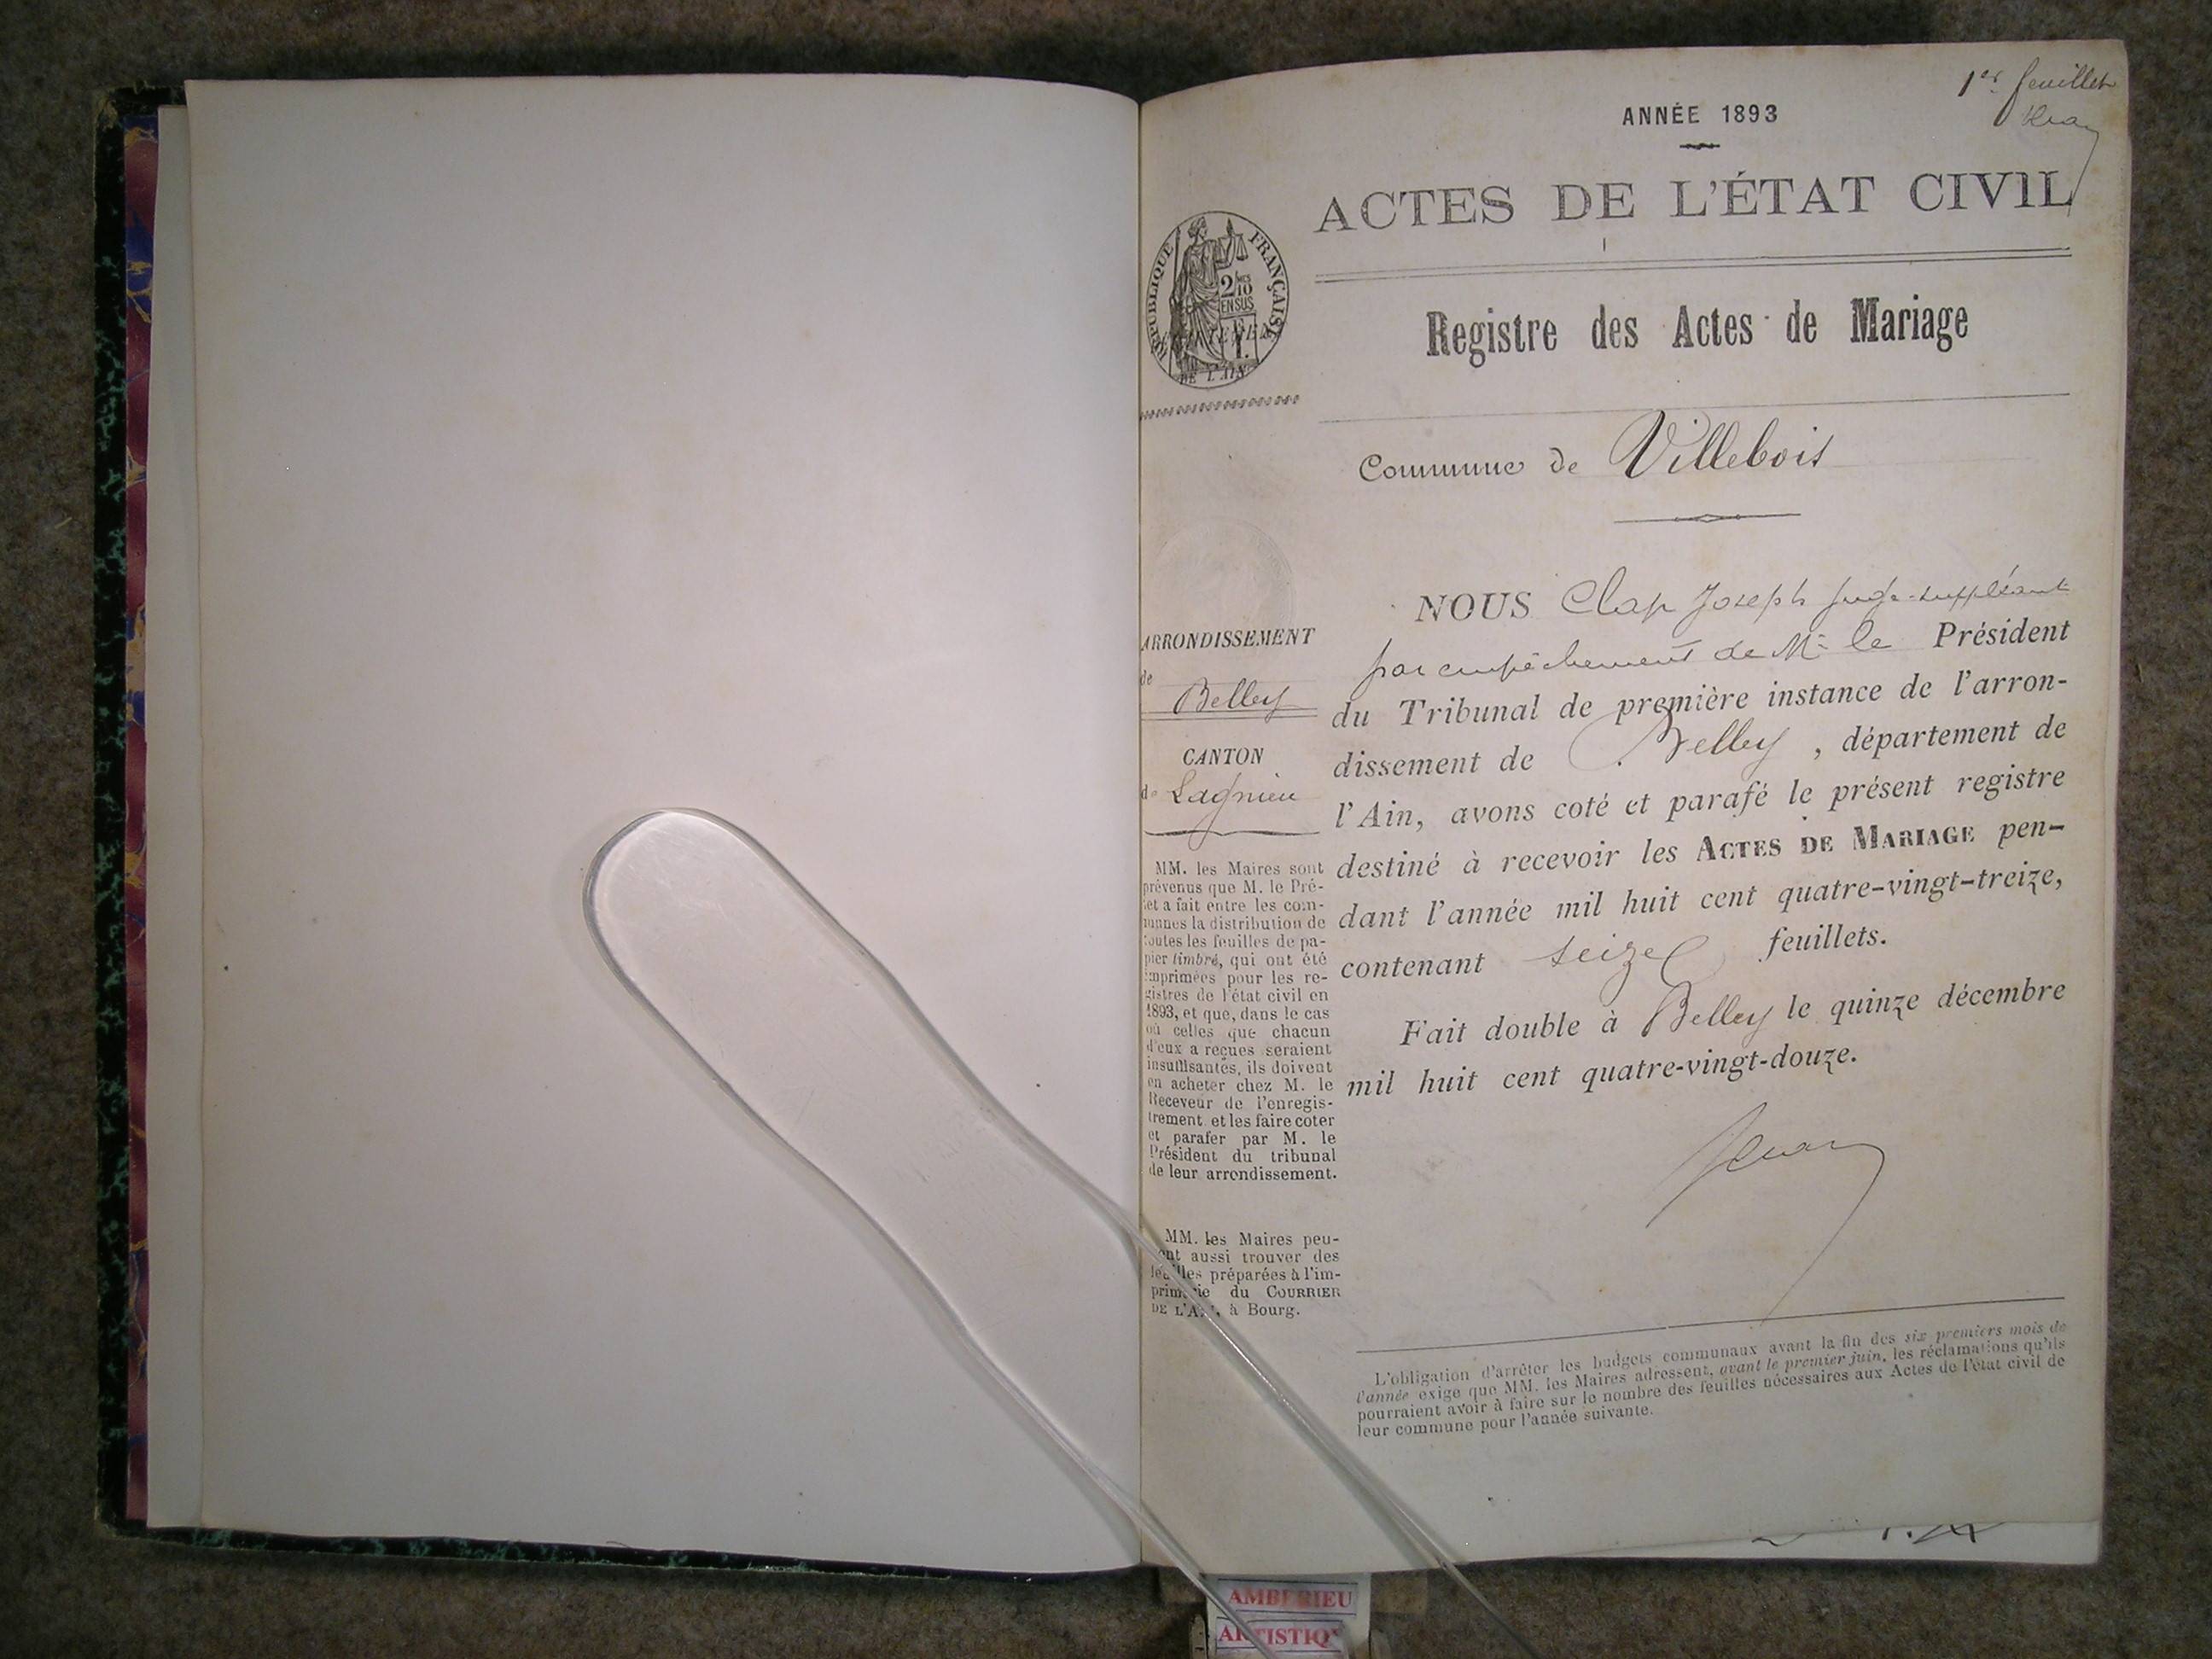 1er feuillet
ANNÉE 1893
ACTES DE L'ÉTAT CIVIL
RÉPUBLIQUE FRANÇAISE
2/10
EN SUS
DE L'AIN
Registre des Actes de Mariage
Commune de Villebois
ARRONDISSEMENT
de
Belley
CANTON
de Lagnieu
MM. les Maires sont
prévenus que M. le Pré-
fet a fait entre les com-
munes la distribution de
toutes les feuilles de pa-
pier timbré, qui ont été
imprimées pour les re-
gistres de l'état civil en
1893, et que, dans le cas
où celles que chacun
d'eux a reçues seraient
insuffisantes, ils doivent
en acheter chez M. le
Receveur de l'enregis-
trement et les faire coter
et parafer par M. le
Président du tribunal
de leur arrondissement.
MM. les Maires peu-
vent aussi trouver des
feuilles préparées à l'im-
primerie du COURRIER
DE L'AIN, à Bourg.
NOUS Clap Joseph juge-suppléant
par empêchement de Mr le Président
du Tribunal de première instance de l'arron-
dissement de Belley, département de
l'Ain, avons coté et parafé le présent registre
destiné à recevoir les ACTES DE MARIAGE pen-
dant l'année mil huit cent quatre-vingt-treize,
contenant seize feuillets.
Fait double à Belley le quinze décembre
mil huit cent quatre-vingt-douze.
L'obligation d'arrêter les budgets communaux avant la fin des six premiers mois de
l'année exige que MM. les Maires adressent, avant le premier juin, les réclamations qu'ils
pourraient avoir à faire sur le nombre des feuilles nécessaires aux Actes de l'état civil de
leur commune pour l'année suivante.
AMBERIEU
ARTISTIQ